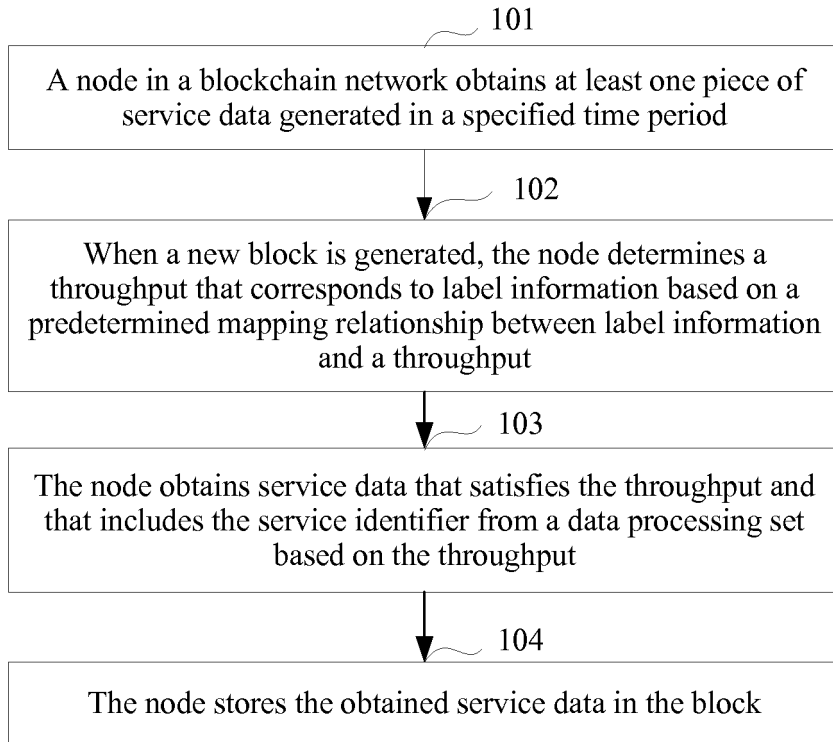 101
A node in a blockchain network obtains at least one piece of
service data generated in a specified time period
102
When a new block is generated, the node determines a
throughput that corresponds to label information based on a
predetermined mapping relationship between label information
and a throughput
103
The node obtains service data that satisfies the throughput and
that includes the service identifier from a data processing set
based on the throughput
104
The node stores the obtained service data in the block